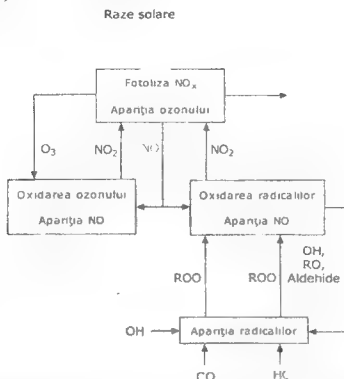 Raze solare
Fotoliza NOx
Apariția ozonului
O3
NO2
NO
NO2
Oxidarea ozonului
Apariția NO
Oxidarea radicalilor
Apariția NO
OH,
RO,
Aldehide
ROO
ROO
OH
Apariția radicalilor
CO
HC